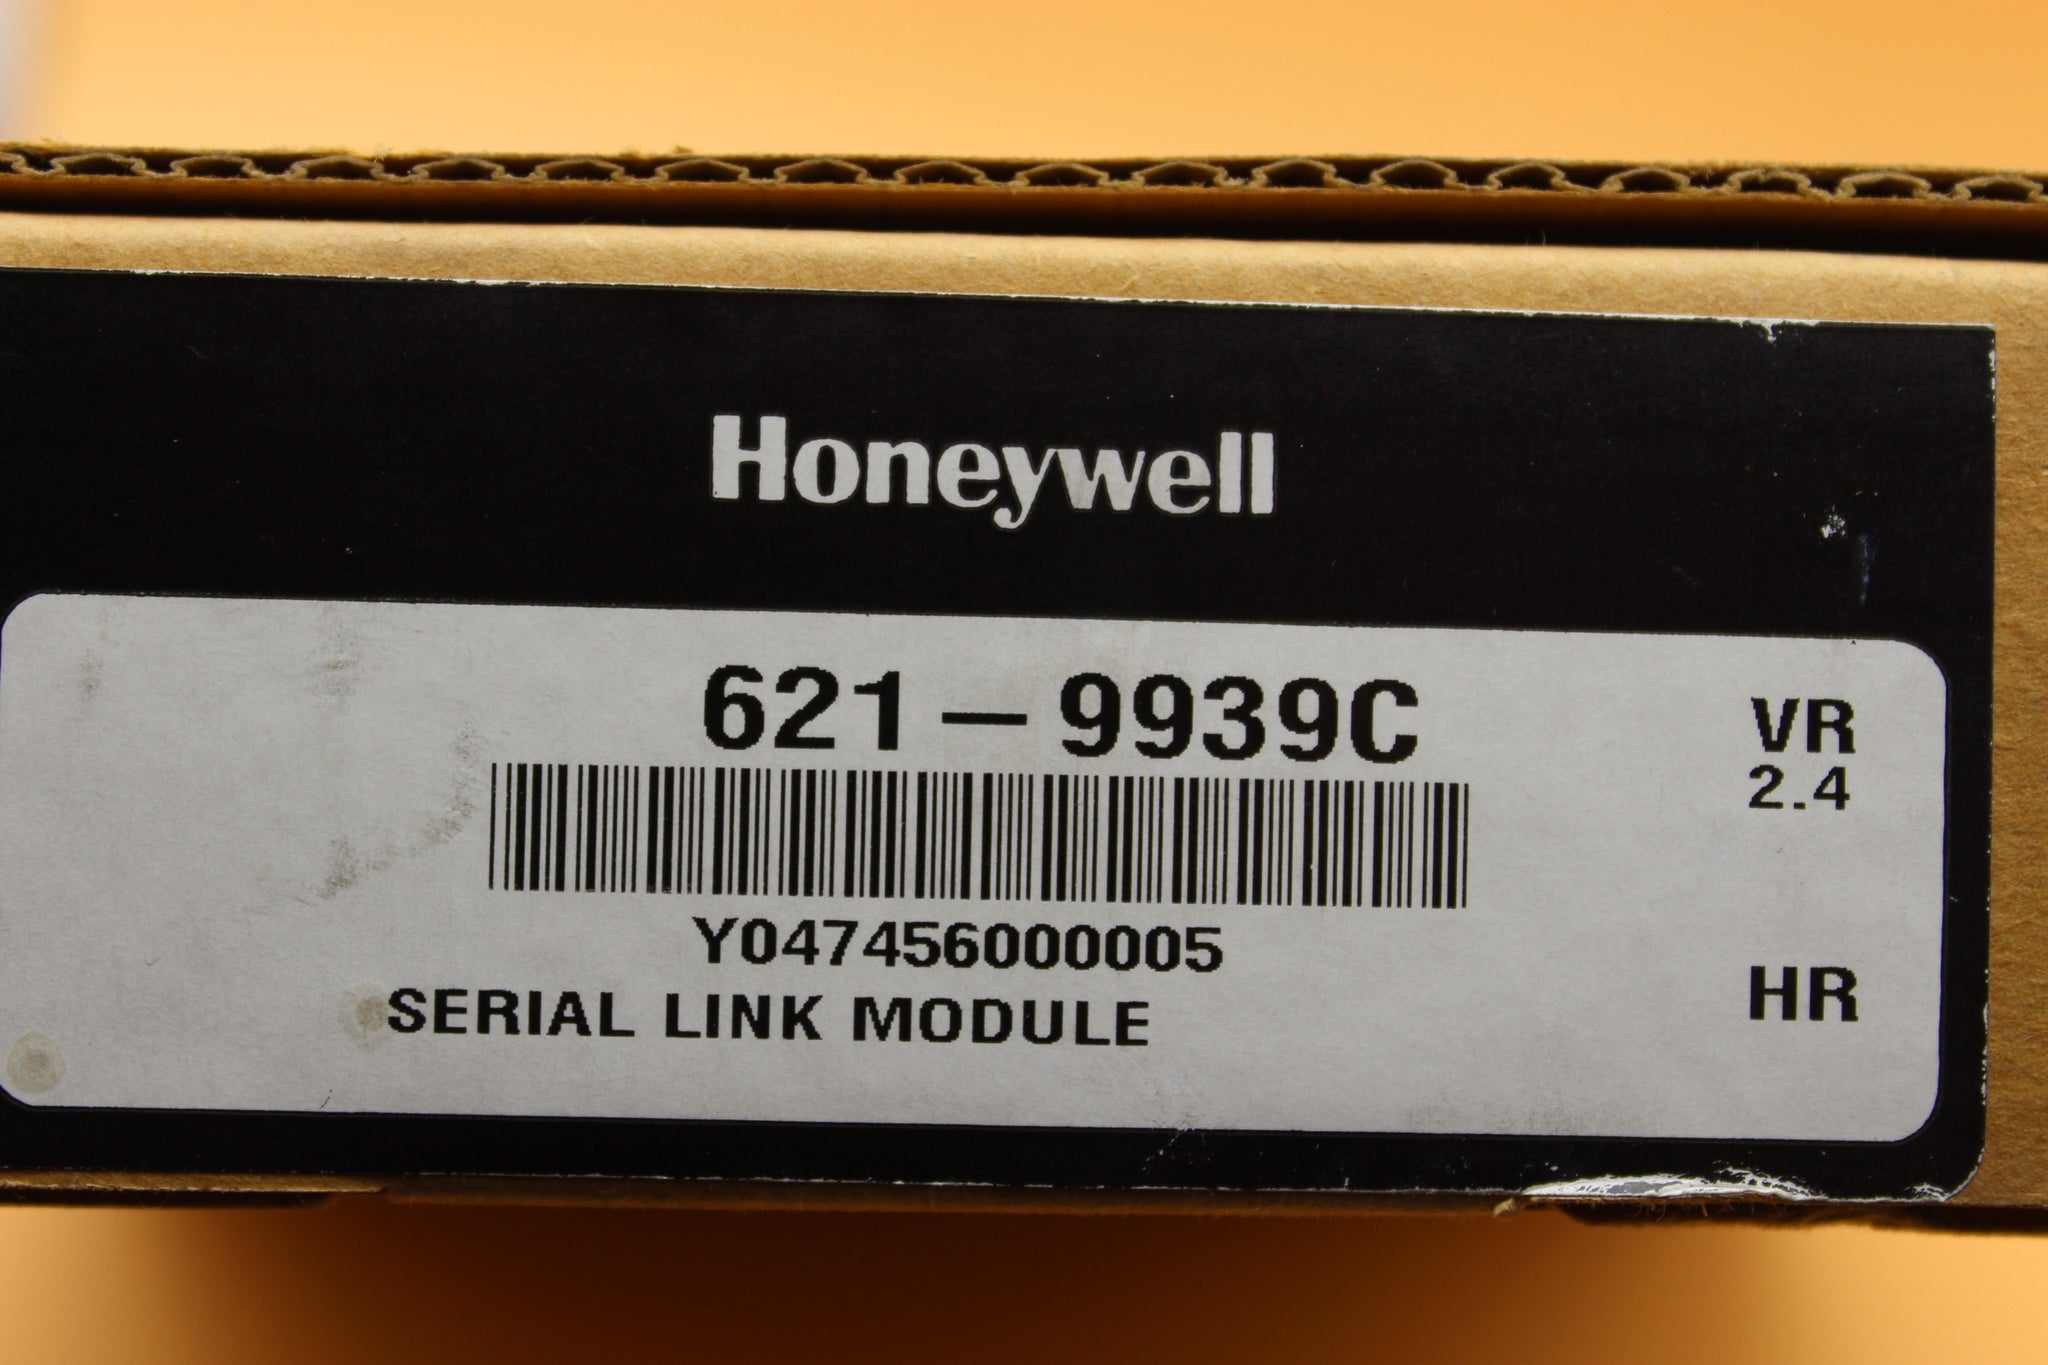 Honeywell
621-9939C
VR
2.4
Y047456000005
SERIAL LINK MODULE
HR